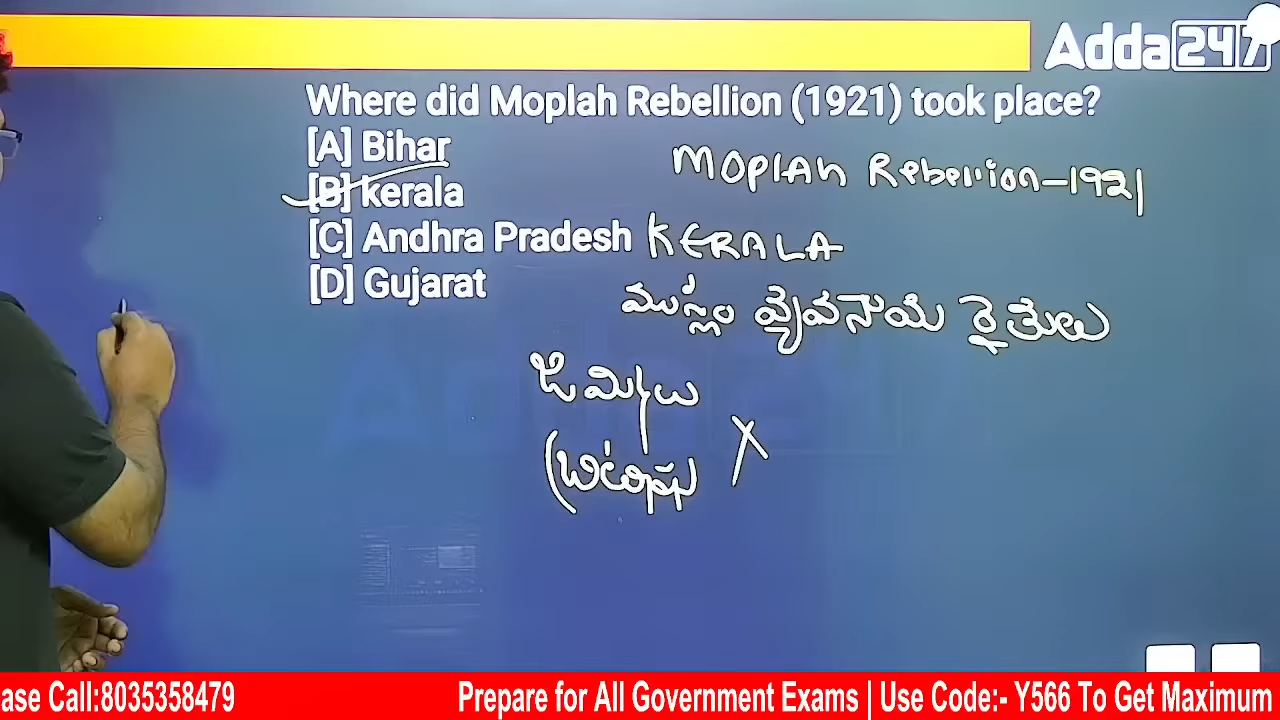 Adda247
Where did Moplah Rebellion (1921) took place?
[A] Bihar
[B] kerala
[C] Andhra Pradesh
[D] Gujarat
MOPLAH Rebellion-1921
KERALA
ముస్లిం వ్యవసాయ రైతులు
బ్రిటిష్
ase Call:8035358479 Prepare for All Government Exams | Use Code:- Y566 To Get Maximum